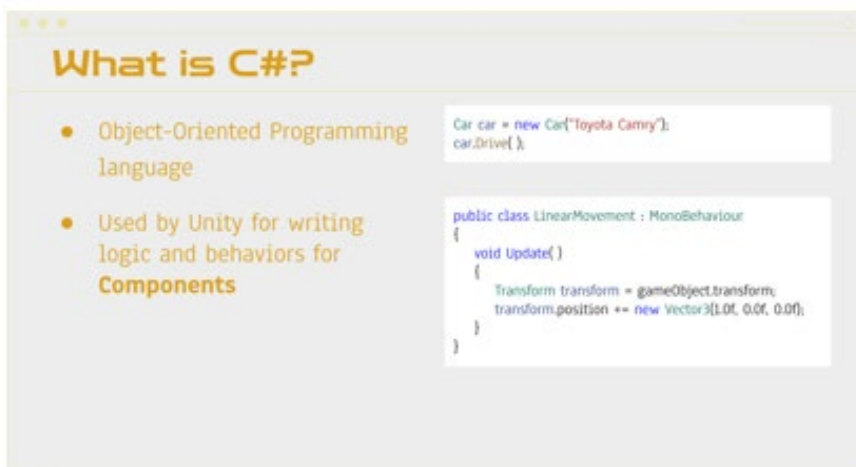 What is C#?
● Object-Oriented Programming
language
● Used by Unity for writing
logic and behaviors for
Components
Car car = new Car("Toyota Camry");
car.Drive( );
public class LinearMovement : MonoBehaviour
{
void Update( )
{
Transform transform = gameObject.transform;
transform.position += new Vector3(1.0f, 0.0f, 0.0f);
}
}